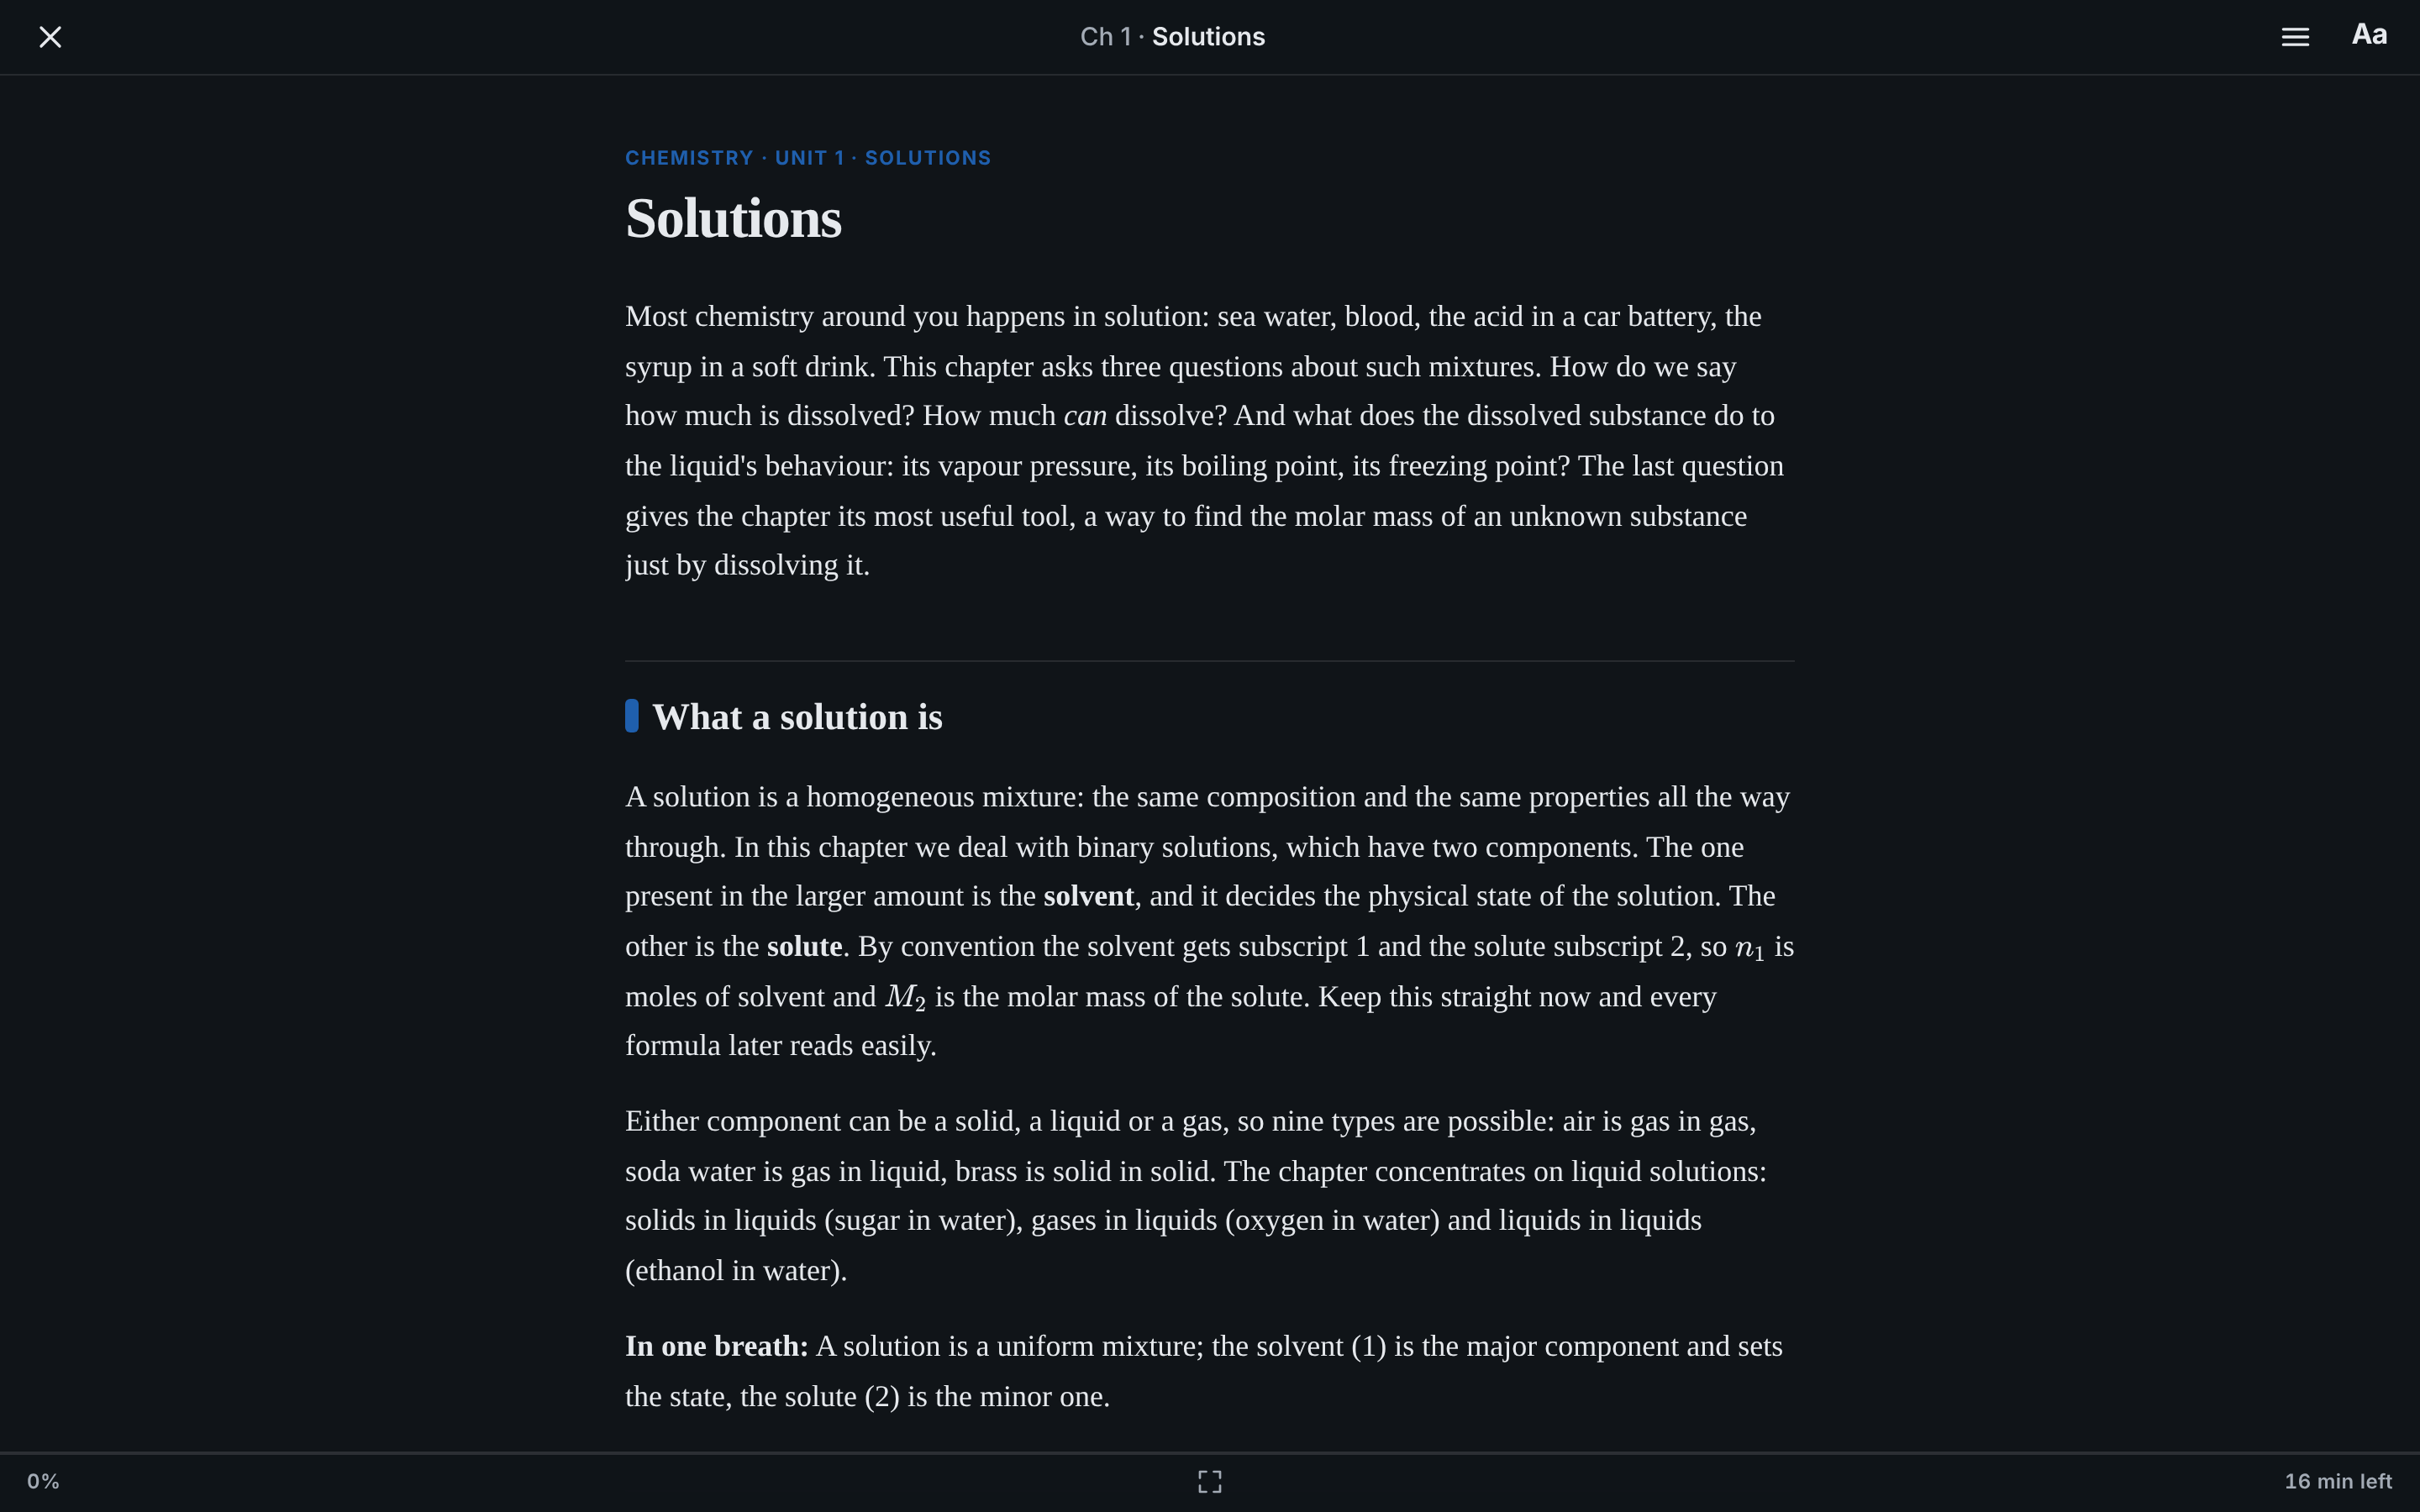 Ch 1 · Solutions
Aa
CHEMISTRY · UNIT 1 · SOLUTIONS
Solutions
Most chemistry around you happens in solution: sea water, blood, the acid in a car battery, the
syrup in a soft drink. This chapter asks three questions about such mixtures. How do we say
how much is dissolved? How much can dissolve? And what does the dissolved substance do to
the liquid's behaviour: its vapour pressure, its boiling point, its freezing point? The last question
gives the chapter its most useful tool, a way to find the molar mass of an unknown substance
just by dissolving it.
What a solution is
A solution is a homogeneous mixture: the same composition and the same properties all the way
through. In this chapter we deal with binary solutions, which have two components. The one
present in the larger amount is the solvent, and it decides the physical state of the solution. The
other is the solute. By convention the solvent gets subscript 1 and the solute subscript 2, so n₁ is
moles of solvent and M₂ is the molar mass of the solute. Keep this straight now and every
formula later reads easily.
Either component can be a solid, a liquid or a gas, so nine types are possible: air is gas in gas,
soda water is gas in liquid, brass is solid in solid. The chapter concentrates on liquid solutions:
solids in liquids (sugar in water), gases in liquids (oxygen in water) and liquids in liquids
(ethanol in water).
In one breath: A solution is a uniform mixture; the solvent (1) is the major component and sets
the state, the solute (2) is the minor one.
0%
16 min left